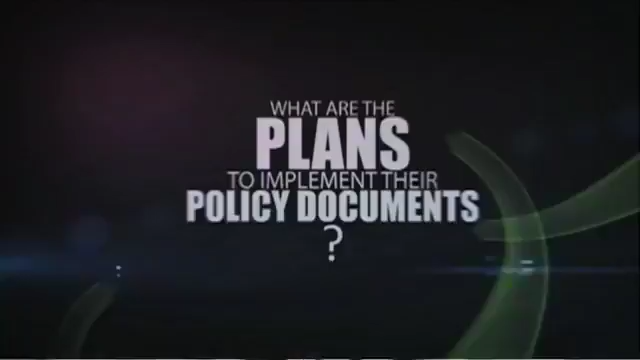 WHAT ARE THE
PLANS
TO IMPLEMENT THEIR
POLICY DOCUMENTS
?